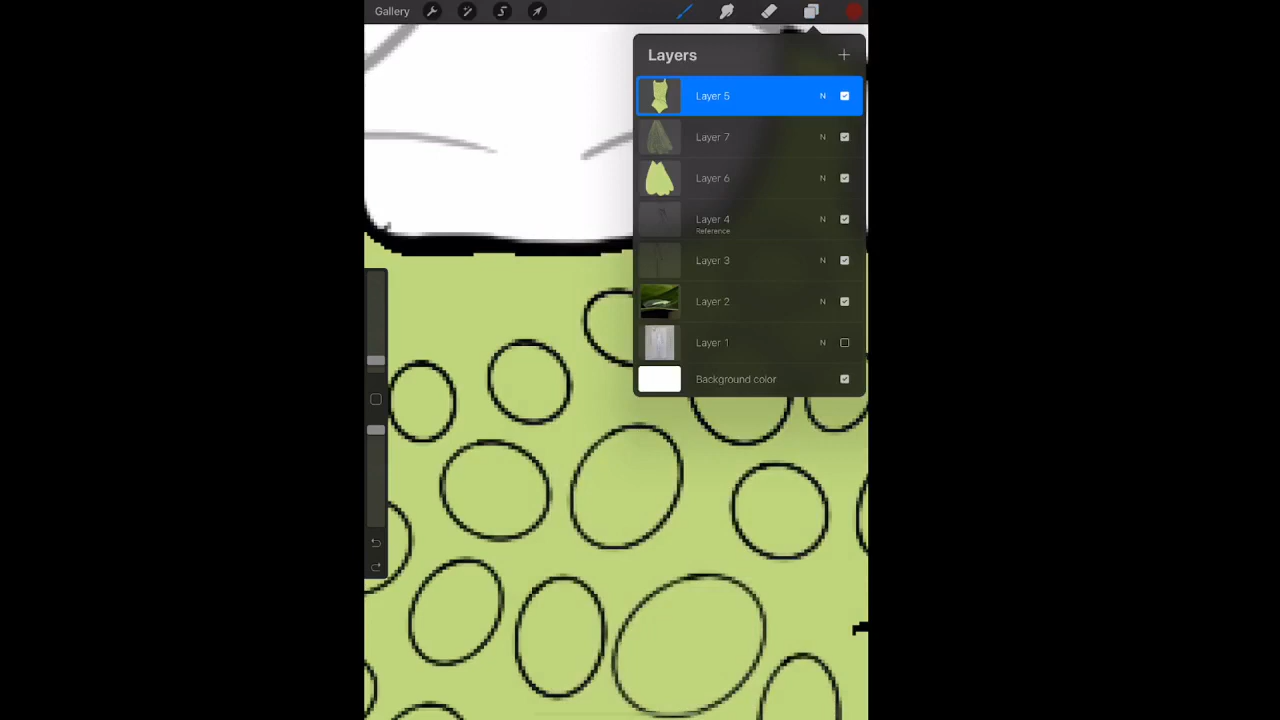 Gallery
Layers
Layer 5 N
Layer 7 N
Layer 6 N
Layer 4 N
Reference
Layer 3 N
Layer 2 N
Layer 1 N
Background color